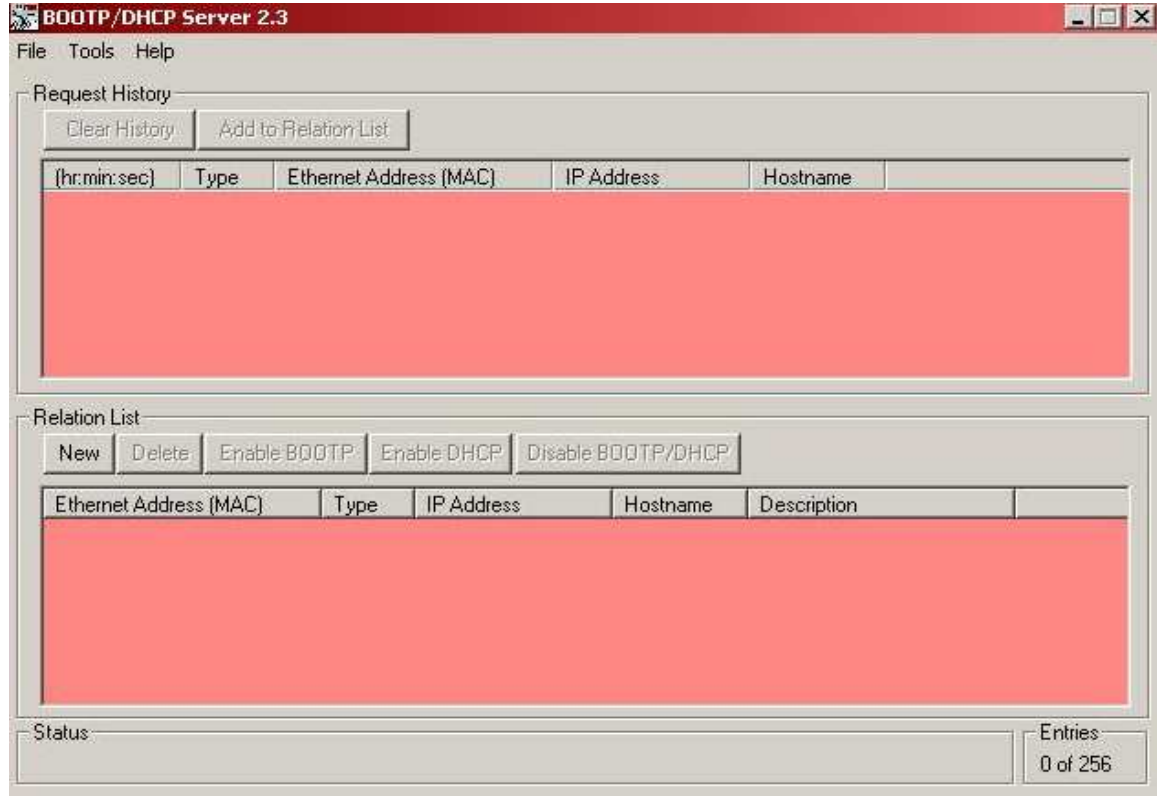 BOOTP/DHCP Server 2.3
File Tools Help
Request History
Clear History Add to Relation List
(hr:min:sec) Type Ethernet Address (MAC) IP Address Hostname
Relation List
New Delete Enable BOOTP Enable DHCP Disable BOOTP/DHCP
Ethernet Address (MAC) Type IP Address Hostname Description
Status
Entries
0 of 256